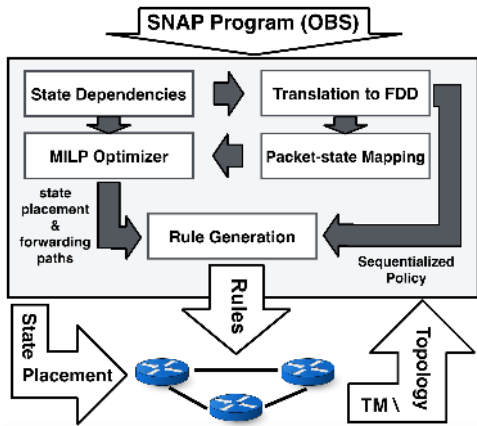 SNAP Program (OBS)
State Dependencies
Translation to FDD
MILP Optimizer
Packet-state Mapping
state
placement
&
forwarding
paths
Rule Generation
Sequentialized
Policy
Rules
State
Placement
Topology
TM \